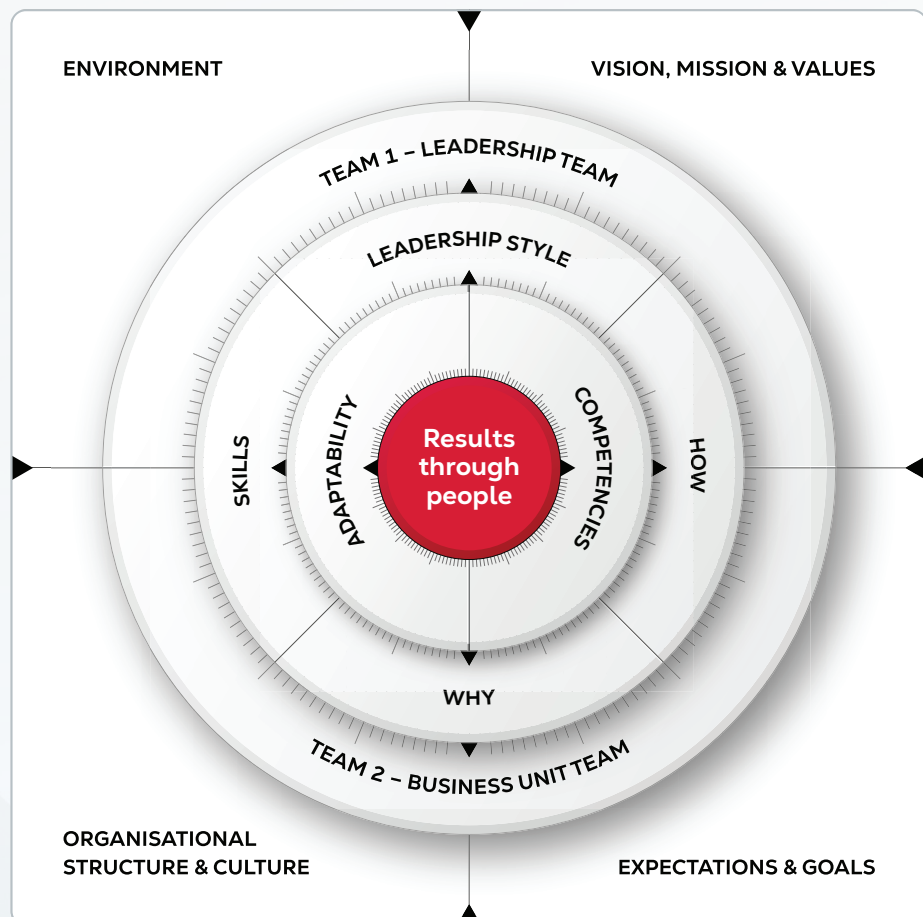 ENVIRONMENT
VISION, MISSION & VALUES
TEAM 1 – LEADERSHIP TEAM
LEADERSHIP STYLE
SKILLS
ADAPTABILITY
Results
through
people
COMPETENCIES
HOW
WHY
TEAM 2 – BUSINESS UNIT TEAM
ORGANISATIONAL
STRUCTURE & CULTURE
EXPECTATIONS & GOALS